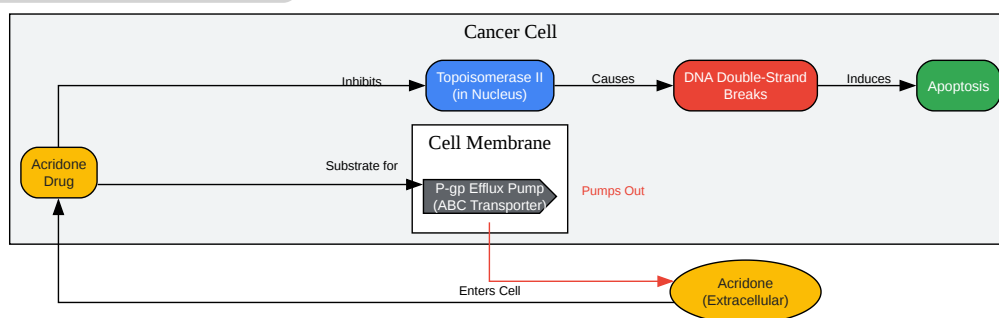 Cancer Cell
Inhibits
Topoisomerase II
(in Nucleus)
Causes
DNA Double-Strand
Breaks
Induces
Apoptosis
Cell Membrane
Acridone
Drug
Substrate for
P-gp Efflux Pump
(ABC Transporter)
Pumps Out
Enters Cell
Acridone
(Extracellular)